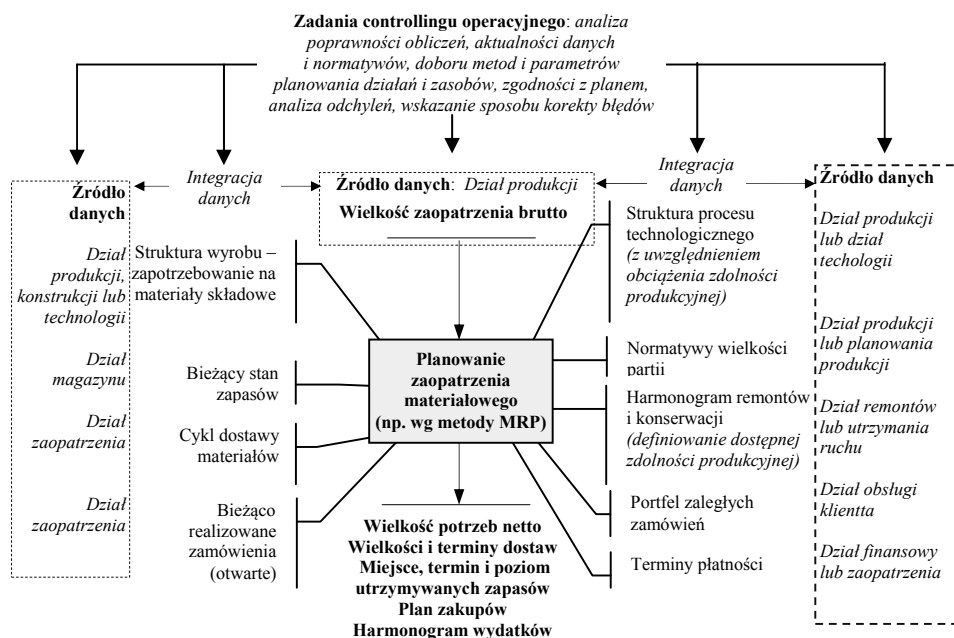 Zadania controllingu operacyjnego: analiza
poprawności obliczeń, aktualności danych
i normatywów, doboru metod i parametrów
planowania działań i zasobów, zgodności z planem,
analiza odchyleń, wskazanie sposobu korekty błędów
Źródło
danych
Dział
produkcji,
konstrukcji lub
technologii
Dział
magazynu
Dział
zaopatrzenia
Dział
zaopatrzenia
Integracja
danych
Struktura wyrobu –
zapotrzebowanie na
materiały składowe
Bieżący stan
zapasów
Cykl dostawy
materiałów
Bieżąco
realizowane
zamówienia
(otwarte)
Źródło danych: Dział produkcji
Wielkość zaopatrzenia brutto
Planowanie
zaopatrzenia
materiałowego
(np. wg metody MRP)
Wielkość potrzeb netto
Wielkości i terminy dostaw
Miejsce, termin i poziom
utrzymywanych zapasów
Plan zakupów
Harmonogram wydatków
Integracja
danych
Struktura procesu
technologicznego
(z uwzględnieniem
obciążenia zdolności
produkcyjnej)
Normatywy wielkości
partii
Harmonogram remontów
i konserwacji
(definiowanie dostępnej
zdolności produkcyjnej)
Portfel zaległych
zamówień
Terminy płatności
Źródło danych
Dział produkcji
lub dział
techologii
Dział produkcji
lub planowania
produkcji
Dział remontów
lub utrzymania
ruchu
Dział obsługi
klientta
Dział finansowy
lub zaopatrzenia